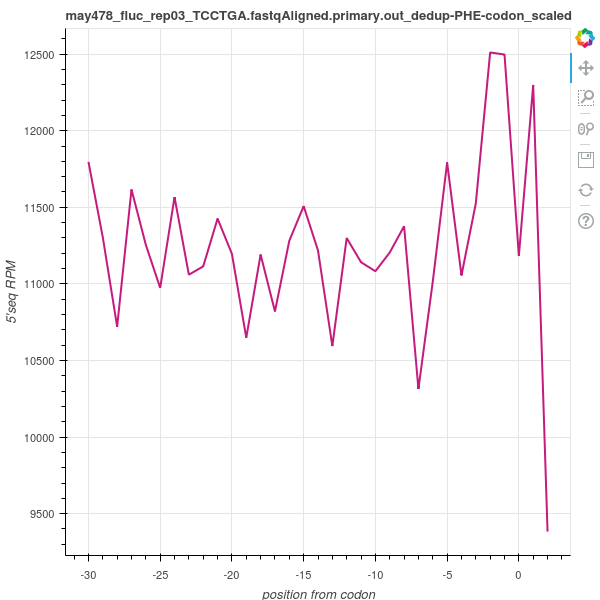 may478_fluc_rep03_TCCTGA.fastqAligned.primary.out_dedup-PHE-codon_scaled
12500
12000
11500
11000
10500
10000
9500
5'seq RPM
-30 -25 -20 -15 -10 -5 0
position from codon